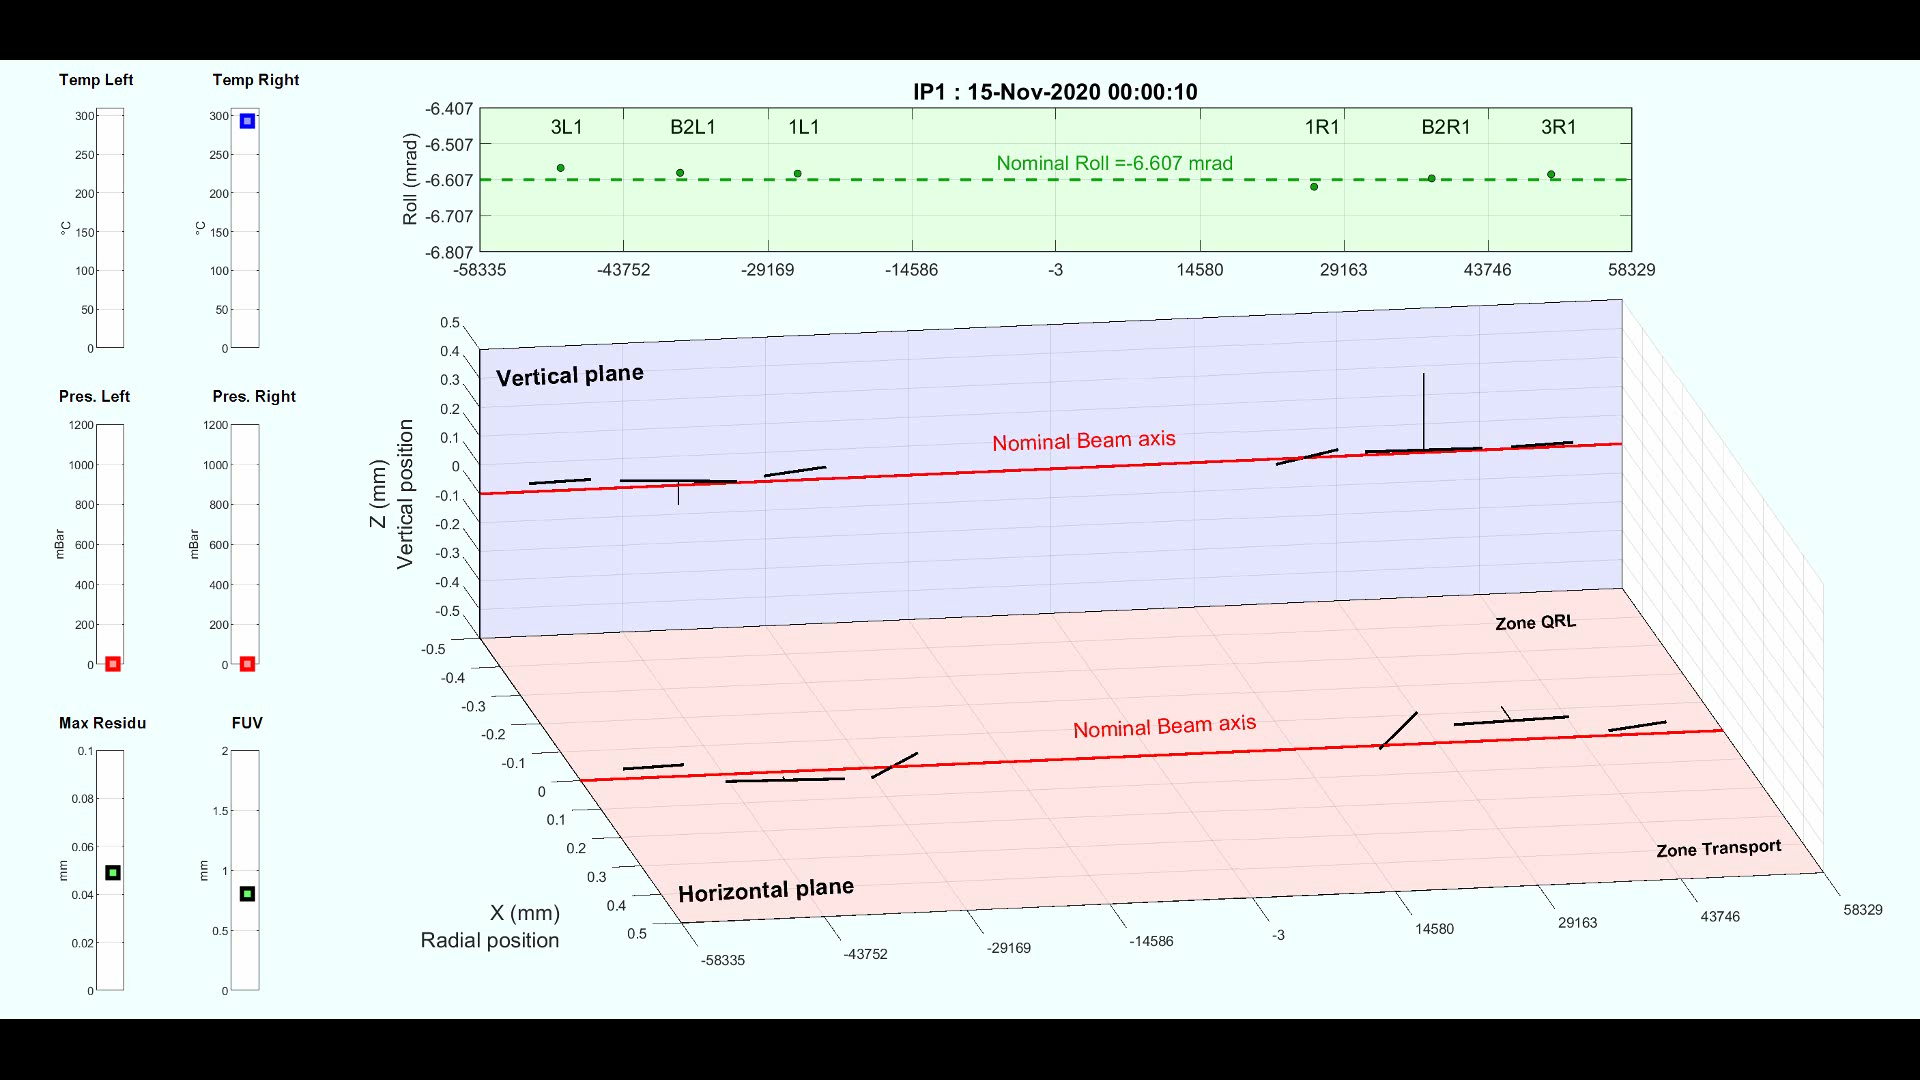 Temp Left
Temp Right
300
250
200
150
100
50
0
°C
300
250
200
150
100
50
0
°C
Pres. Left
Pres. Right
1200
1000
800
600
400
200
0
mBar
1200
1000
800
600
400
200
0
mBar
Max Residu
FUV
0.1
0.08
0.06
0.04
0.02
0
mm
2
1.5
1
0.5
0
mm
IP1 : 15-Nov-2020 00:00:10
-6.407
-6.507
-6.607
-6.707
-6.807
Roll (mrad)
3L1 B2L1 1L1 1R1 B2R1 3R1
Nominal Roll =-6.607 mrad
-58335 -43752 -29169 -14586 -3 14580 29163 43746 58329
0.5
0.4
0.3
0.2
0.1
0
-0.1
-0.2
-0.3
-0.4
-0.5
Z (mm)
Vertical position
Vertical plane
Nominal Beam axis
Zone QRL
-0.5
-0.4
-0.3
-0.2
-0.1
0
0.1
0.2
0.3
0.4
0.5
Nominal Beam axis
Zone Transport
Horizontal plane
X (mm)
Radial position
-58335 -43752 -29169 -14586 -3 14580 29163 43746 58329